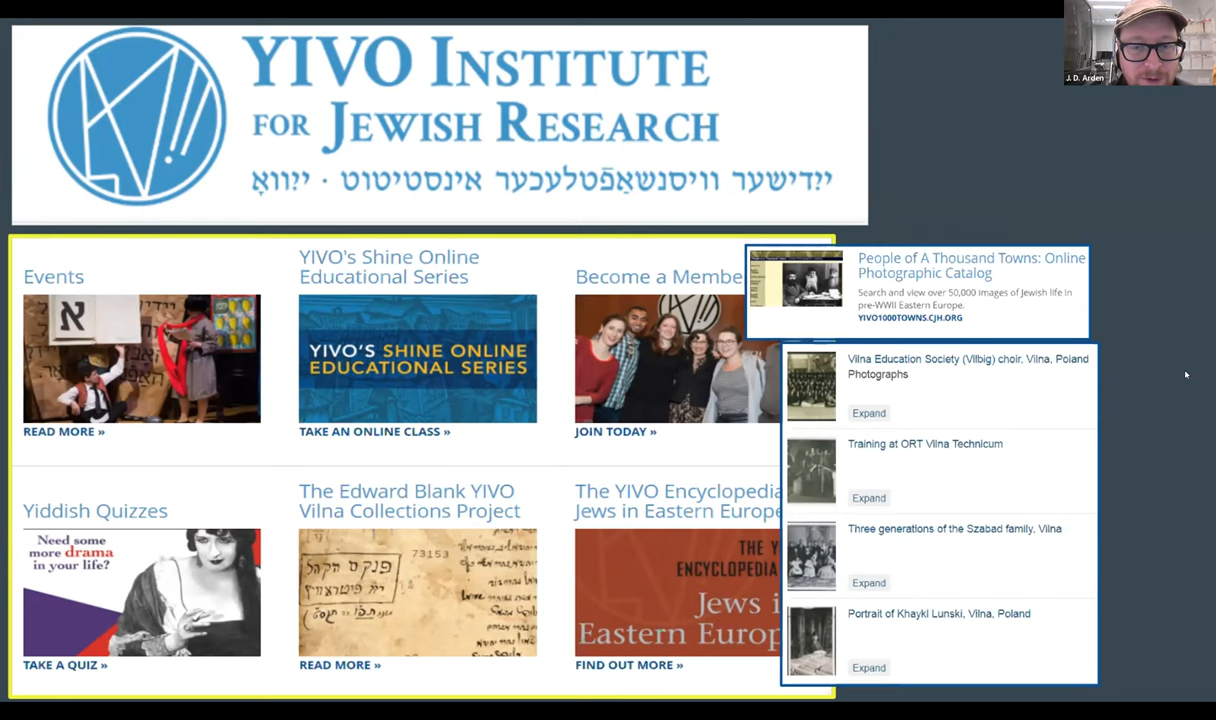 J. D. Arden
YIVO INSTITUTE
FOR JEWISH RESEARCH
ייִדישער וויסנשאַפֿטלעכער אינסטיטוט · ייִוואָ
Events
READ MORE »
YIVO's Shine Online
Educational Series
YIVO'S SHINE ONLINE
EDUCATIONAL SERIES
TAKE AN ONLINE CLASS »
Become a Membe
JOIN TODAY »
People of A Thousand Towns: Online
Photographic Catalog
Search and view over 50,000 images of Jewish life in
pre-WWII Eastern Europe.
YIVO1000TOWNS.CJH.ORG
Vilna Education Society (Vilbig) choir, Vilna, Poland
Photographs
Expand
Training at ORT Vilna Technicum
Expand
Three generations of the Szabad family, Vilna
Expand
Portrait of Khaykl Lunski, Vilna, Poland
Expand
Yiddish Quizzes
Need some
more drama
in your life?
TAKE A QUIZ »
The Edward Blank YIVO
Vilna Collections Project
73153
פנקס הקהל
READ MORE »
The YIVO Encyclopedia
Jews in Eastern Europe
THE Y
ENCYCLOPEDIA
Jews i
Eastern Europ
FIND OUT MORE »